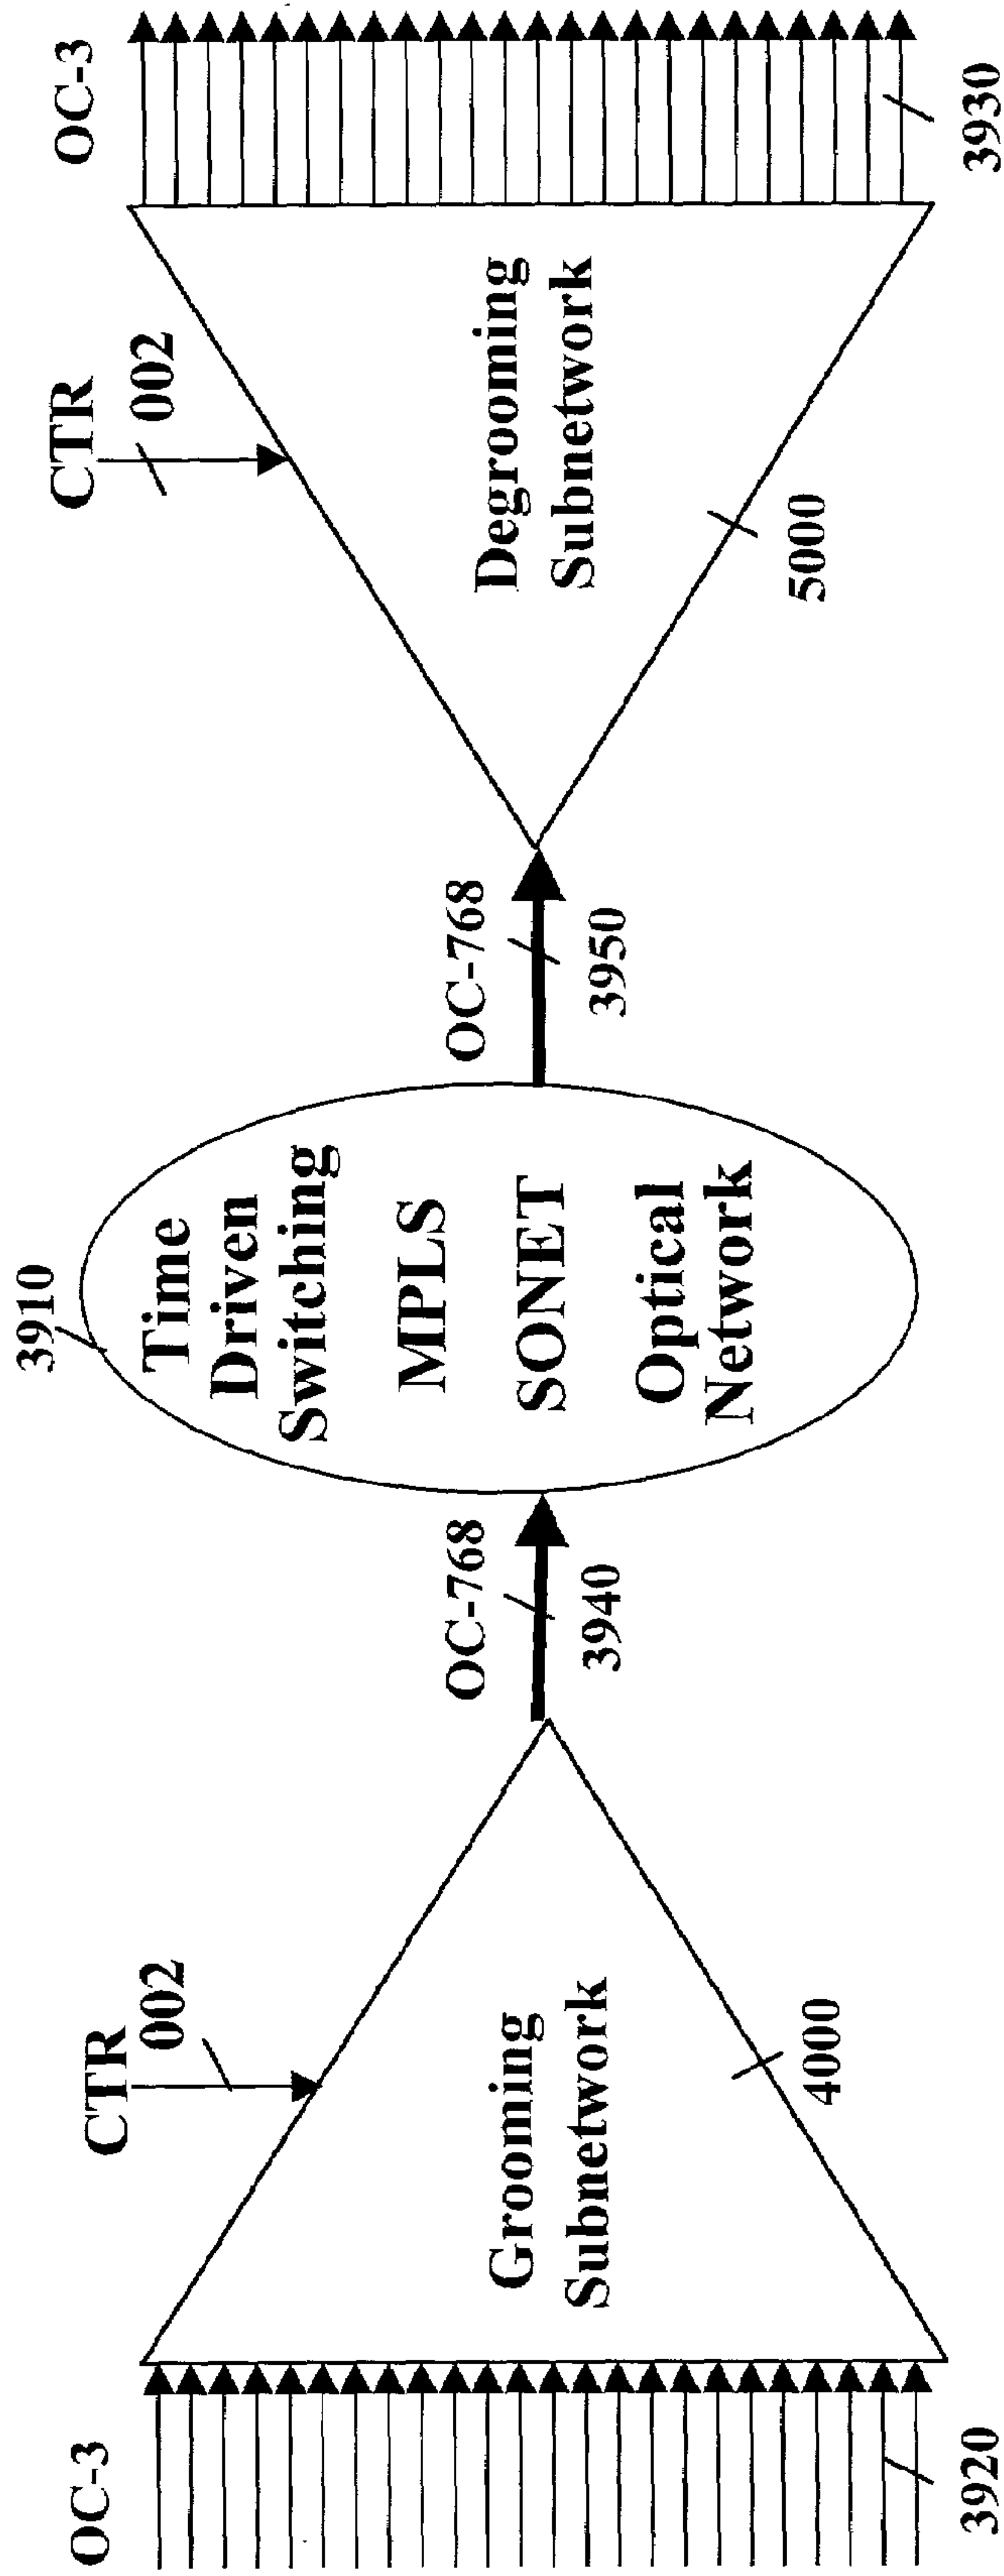 OC-3
3920
CTR
002
Grooming
Subnetwork
4000
OC-768
3940
3910
Time
Driven
Switching
MPLS
SONET
Optical
Network
OC-768
3950
CTR
002
Degrooming
Subnetwork
5000
OC-3
3930